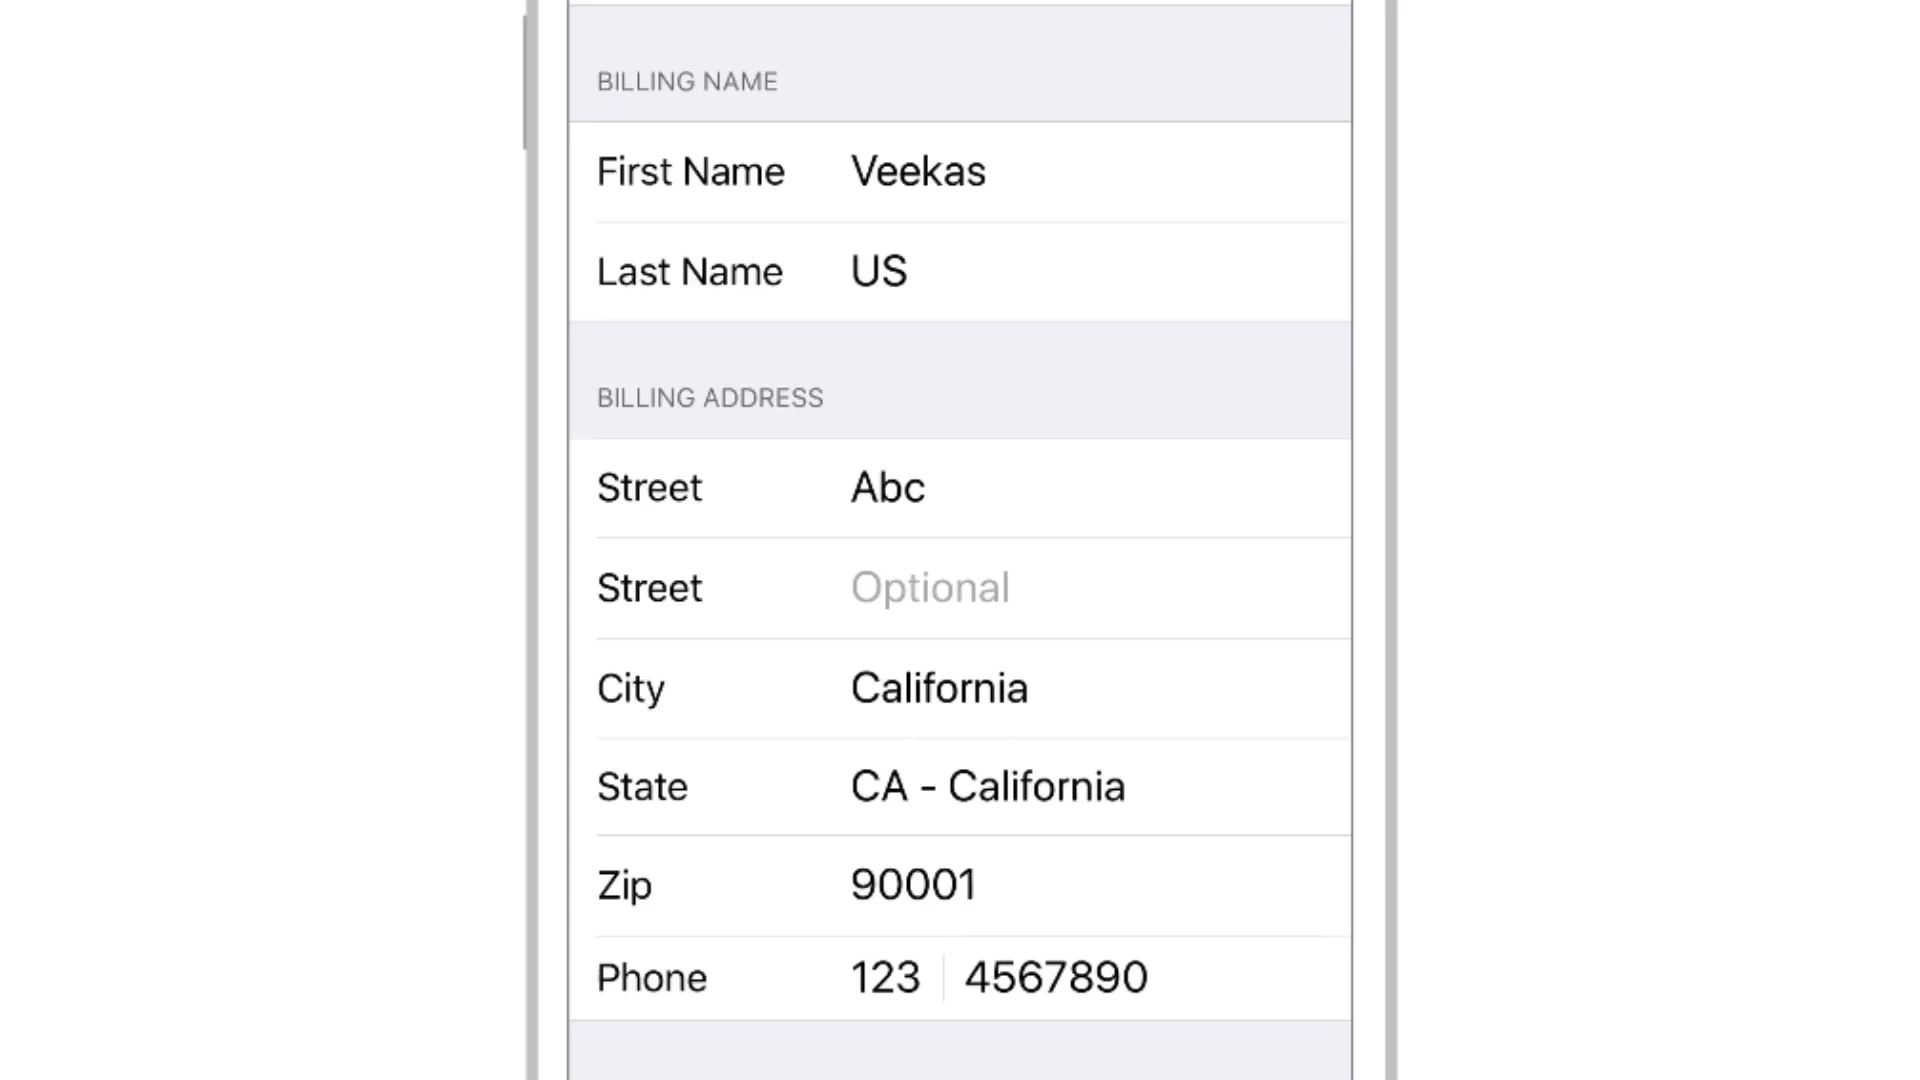 BILLING NAME
First Name Veekas
Last Name US
BILLING ADDRESS
Street Abc
Street Optional
City California
State CA - California
Zip 90001
Phone 123 4567890